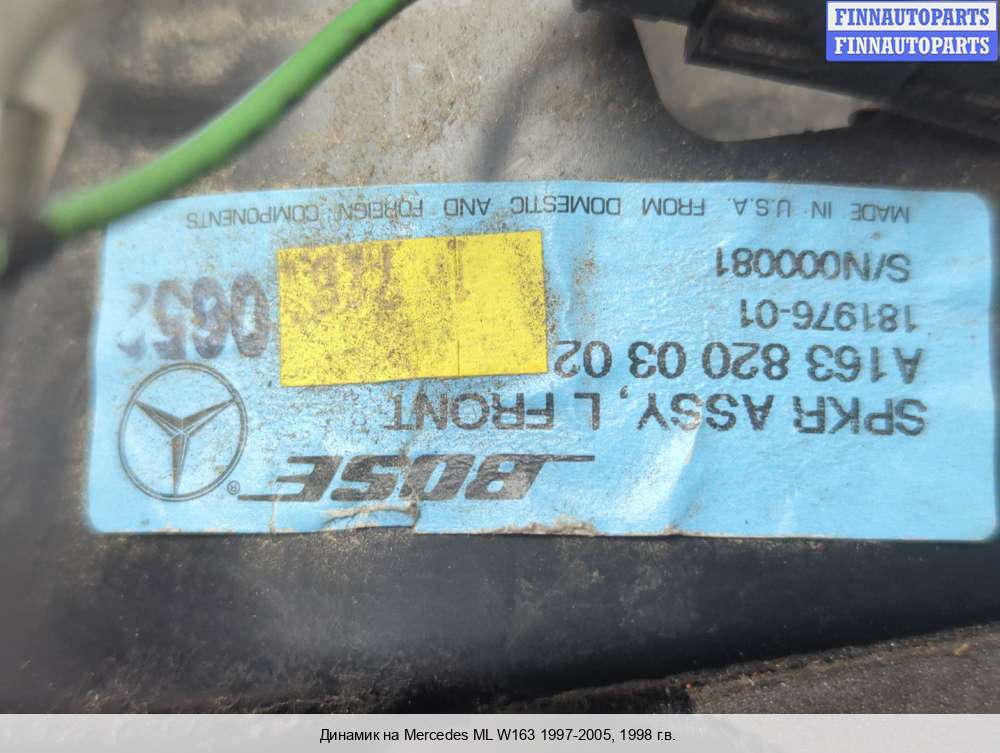 FINNAUTOPARTS
FINNAUTOPARTS
BOSE ®
SPKR ASSY, L FRONT
A163 820 03 02
181976-01
S/N000081
MADE IN U.S.A. FROM DOMESTIC AND FOREIGN COMPONENTS
Динамик на Mercedes ML W163 1997-2005, 1998 г.в.